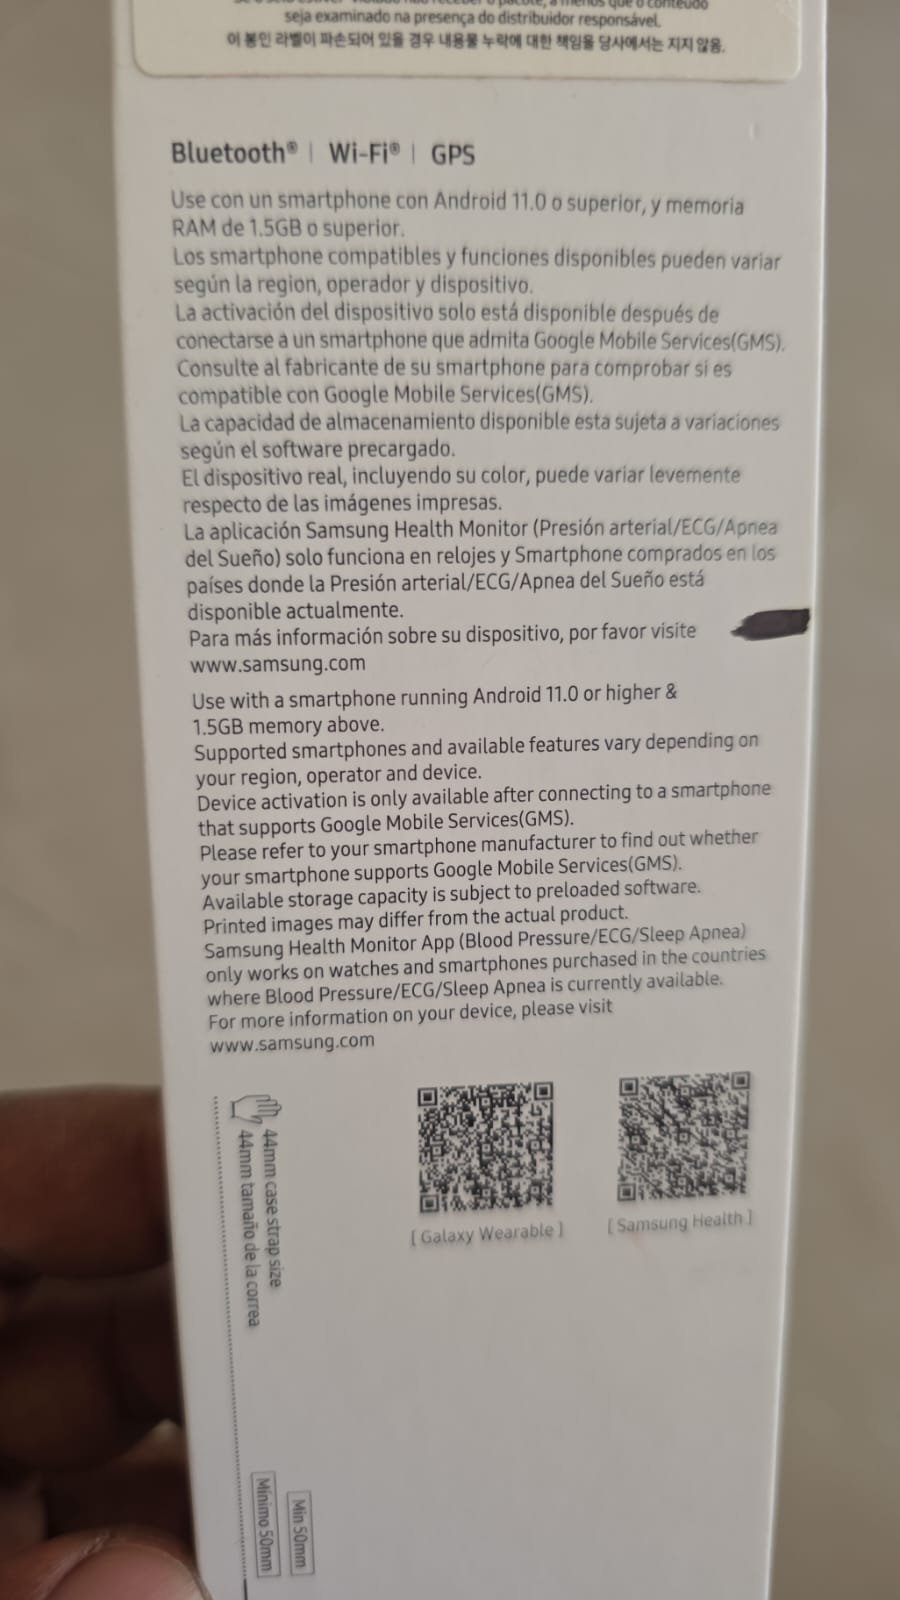 seja examinado na presença do distribuidor responsável.
이 봉인 라벨이 파손되어 있을 경우 내용물 누락에 대한 책임을 당사에서는 지지 않음.
Bluetooth® | Wi-Fi® | GPS
Use con un smartphone con Android 11.0 o superior, y memoria
RAM de 1.5GB o superior.
Los smartphone compatibles y funciones disponibles pueden variar
según la region, operador y dispositivo.
La activación del dispositivo solo está disponible después de
conectarse a un smartphone que admita Google Mobile Services(GMS).
Consulte al fabricante de su smartphone para comprobar si es
compatible con Google Mobile Services(GMS).
La capacidad de almacenamiento disponible esta sujeta a variaciones
según el software precargado.
El dispositivo real, incluyendo su color, puede variar levemente
respecto de las imágenes impresas.
La aplicación Samsung Health Monitor (Presión arterial/ECG/Apnea
del Sueño) solo funciona en relojes y Smartphone comprados en los
países donde la Presión arterial/ECG/Apnea del Sueño está
disponible actualmente.
Para más información sobre su dispositivo, por favor visite
www.samsung.com
Use with a smartphone running Android 11.0 or higher &
1.5GB memory above.
Supported smartphones and available features vary depending on
your region, operator and device.
Device activation is only available after connecting to a smartphone
that supports Google Mobile Services(GMS).
Please refer to your smartphone manufacturer to find out whether
your smartphone supports Google Mobile Services(GMS).
Available storage capacity is subject to preloaded software.
Printed images may differ from the actual product.
Samsung Health Monitor App (Blood Pressure/ECG/Sleep Apnea)
only works on watches and smartphones purchased in the countries
where Blood Pressure/ECG/Sleep Apnea is currently available.
For more information on your device, please visit
www.samsung.com
44mm case strap size
44mm tamaño de la correa
[ Galaxy Wearable ]
[ Samsung Health ]
Min 50mm
Mínimo 50mm